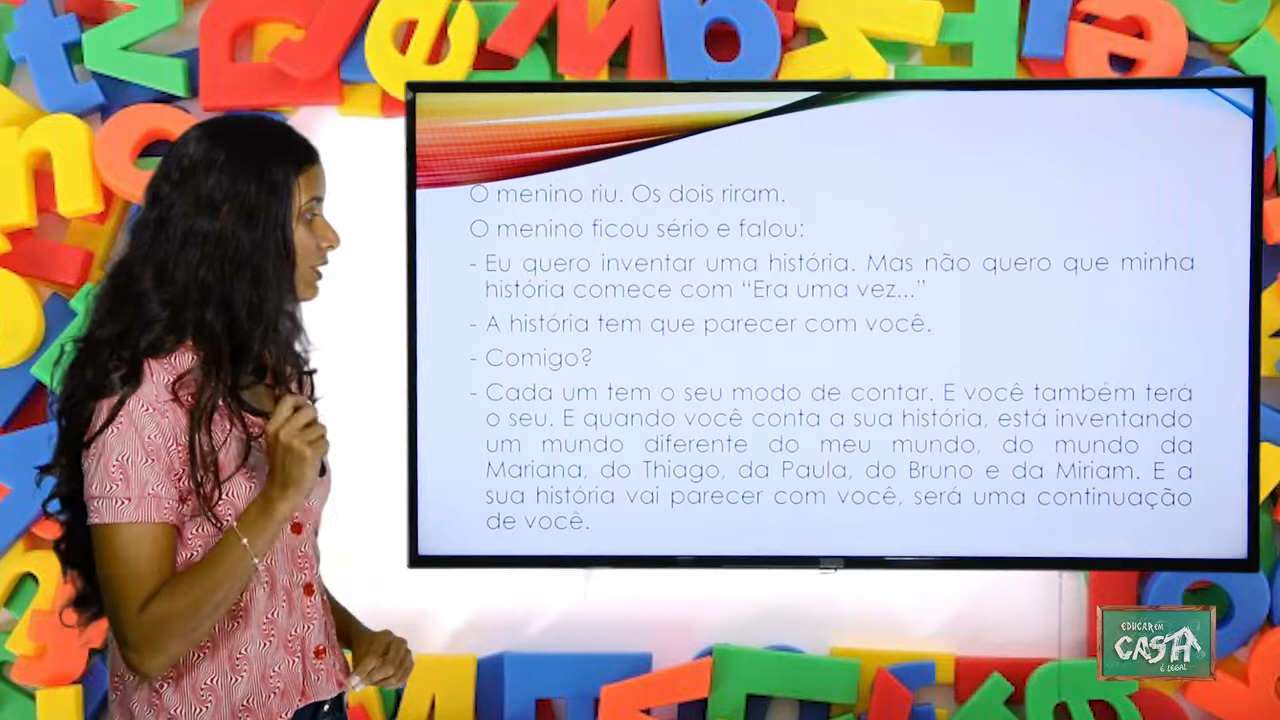 O menino riu. Os dois riram.
O menino ficou sério e falou:
- Eu quero inventar uma história. Mas não quero que minha
história comece com “Era uma vez...”
- A história tem que parecer com você.
- Comigo?
- Cada um tem o seu modo de contar. E você também terá
o seu. E quando você conta a sua história, está inventando
um mundo diferente do meu mundo, do mundo da
Mariana, do Thiago, da Paula, do Bruno e da Miriam. E a
sua história vai parecer com você, será uma continuação
de você.
EDUCAR EM
CASA
É LEGAL